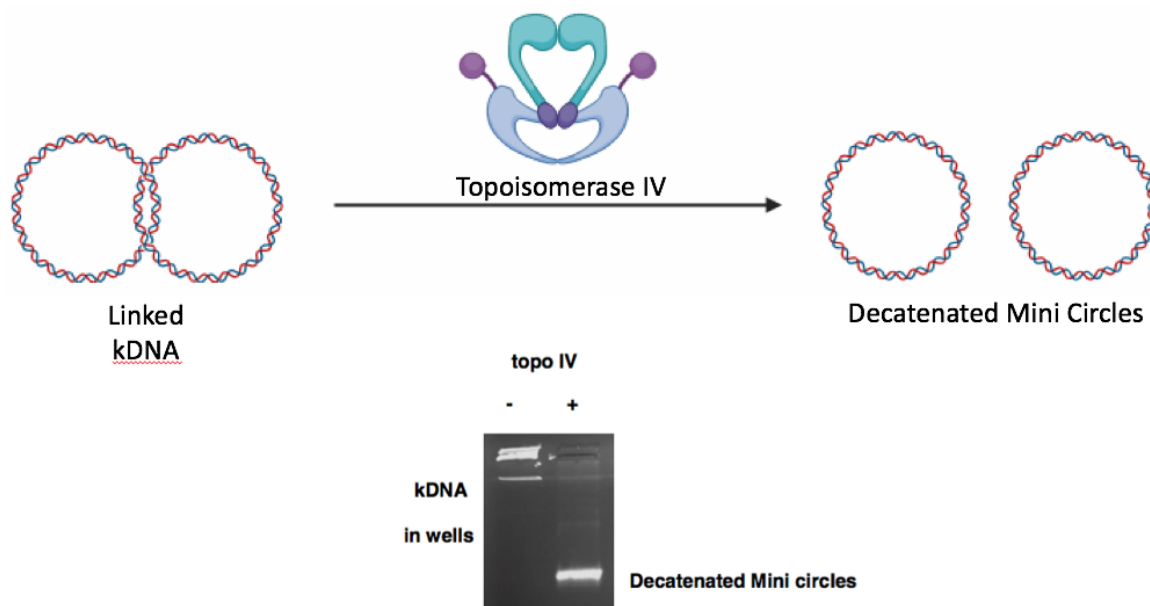 Topoisomerase IV
Linked
kDNA
Decatenated Mini Circles
topo IV
- +
kDNA
in wells
Decatenated Mini circles